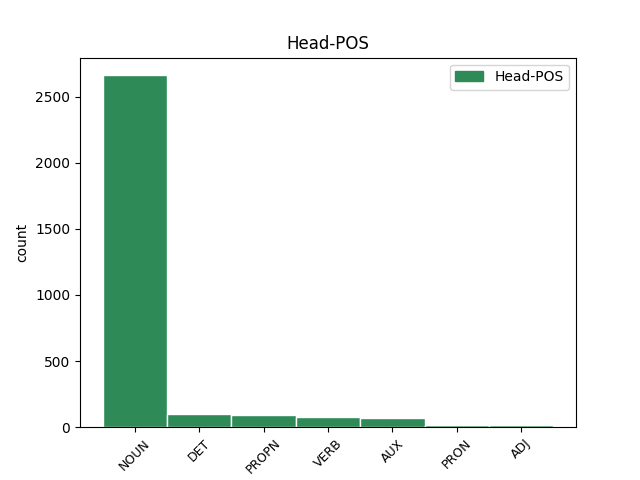 Head-POS
Head-POS
2500
2000
1500
1000
500
0
count
NOUN
DET
PROPN
VERB
AUX
PRON
ADJ